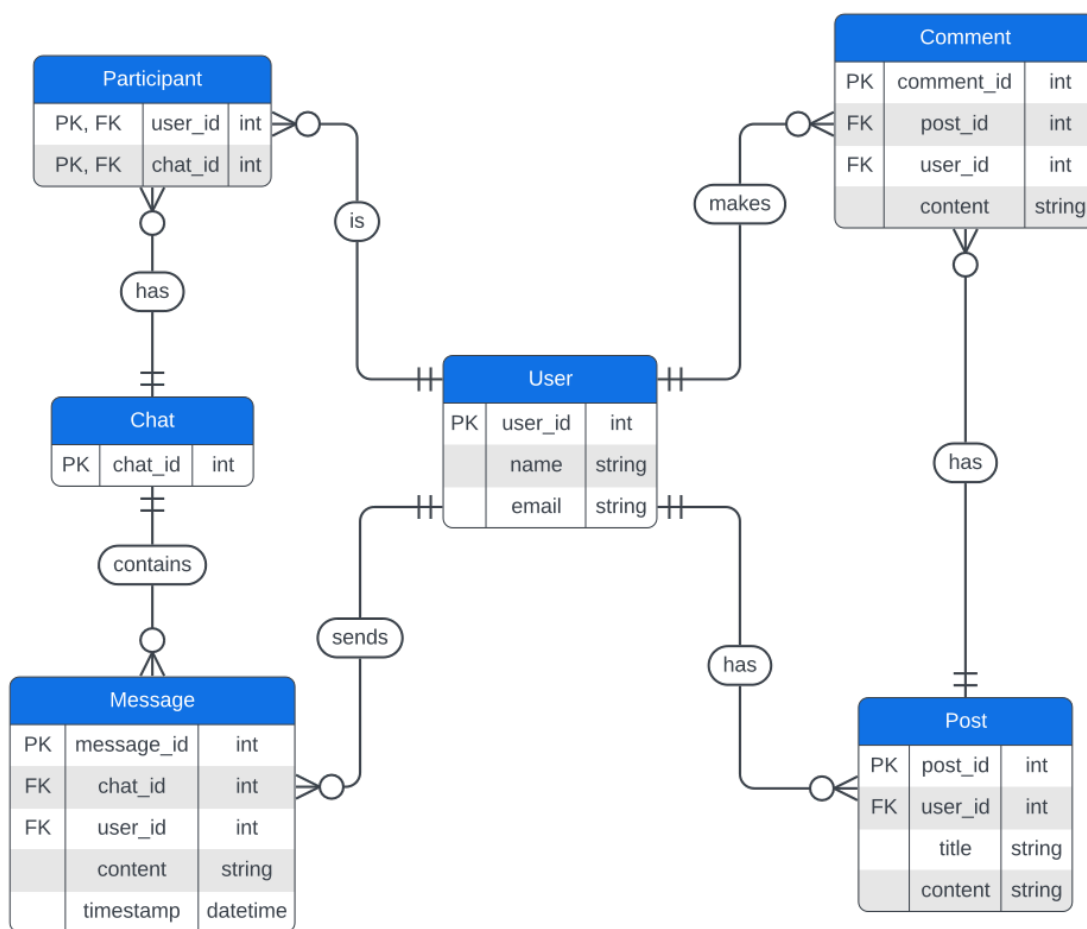 Participant
PK, FK user_id int
PK, FK chat_id int
Comment
PK comment_id int
FK post_id int
FK user_id int
content string
is
makes
has
Chat
PK chat_id int
User
PK user_id int
name string
email string
has
contains
sends
has
Message
PK message_id int
FK chat_id int
FK user_id int
content string
timestamp datetime
Post
PK post_id int
FK user_id int
title string
content string